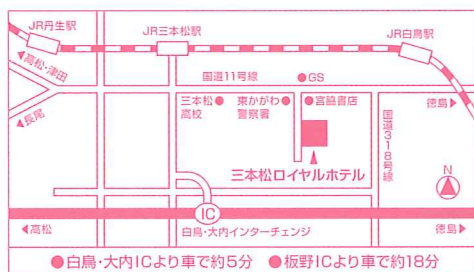 JR丹生駅
JR三本松駅
JR白鳥駅
◀高松・津田
国道11号線
●GS
◀長尾
三本松●
高校
東かがわ●
警察署
●宮脇書店
国道318号線
徳島▶
三本松ロイヤルホテル
N
IC
◀高松
白鳥・大内インターチェンジ
徳島▶
●白鳥・大内ICより車で約5分 ●板野ICより車で約18分